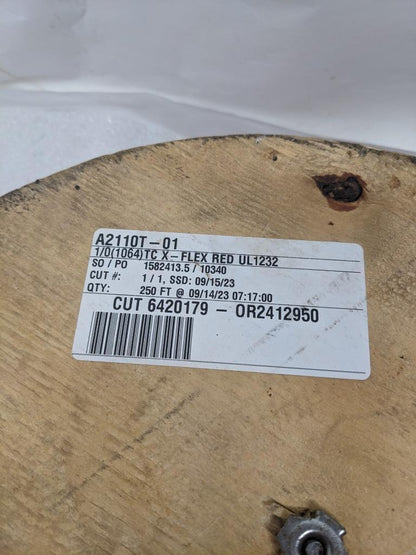 A2110T-01
1/0(1064)TC X-FLEX RED UL1232
SO / PO 1582413.5 / 10340
CUT #: 1 / 1, SSD: 09/15/23
QTY: 250 FT @ 09/14/23 07:17:00
CUT 6420179 - OR2412950